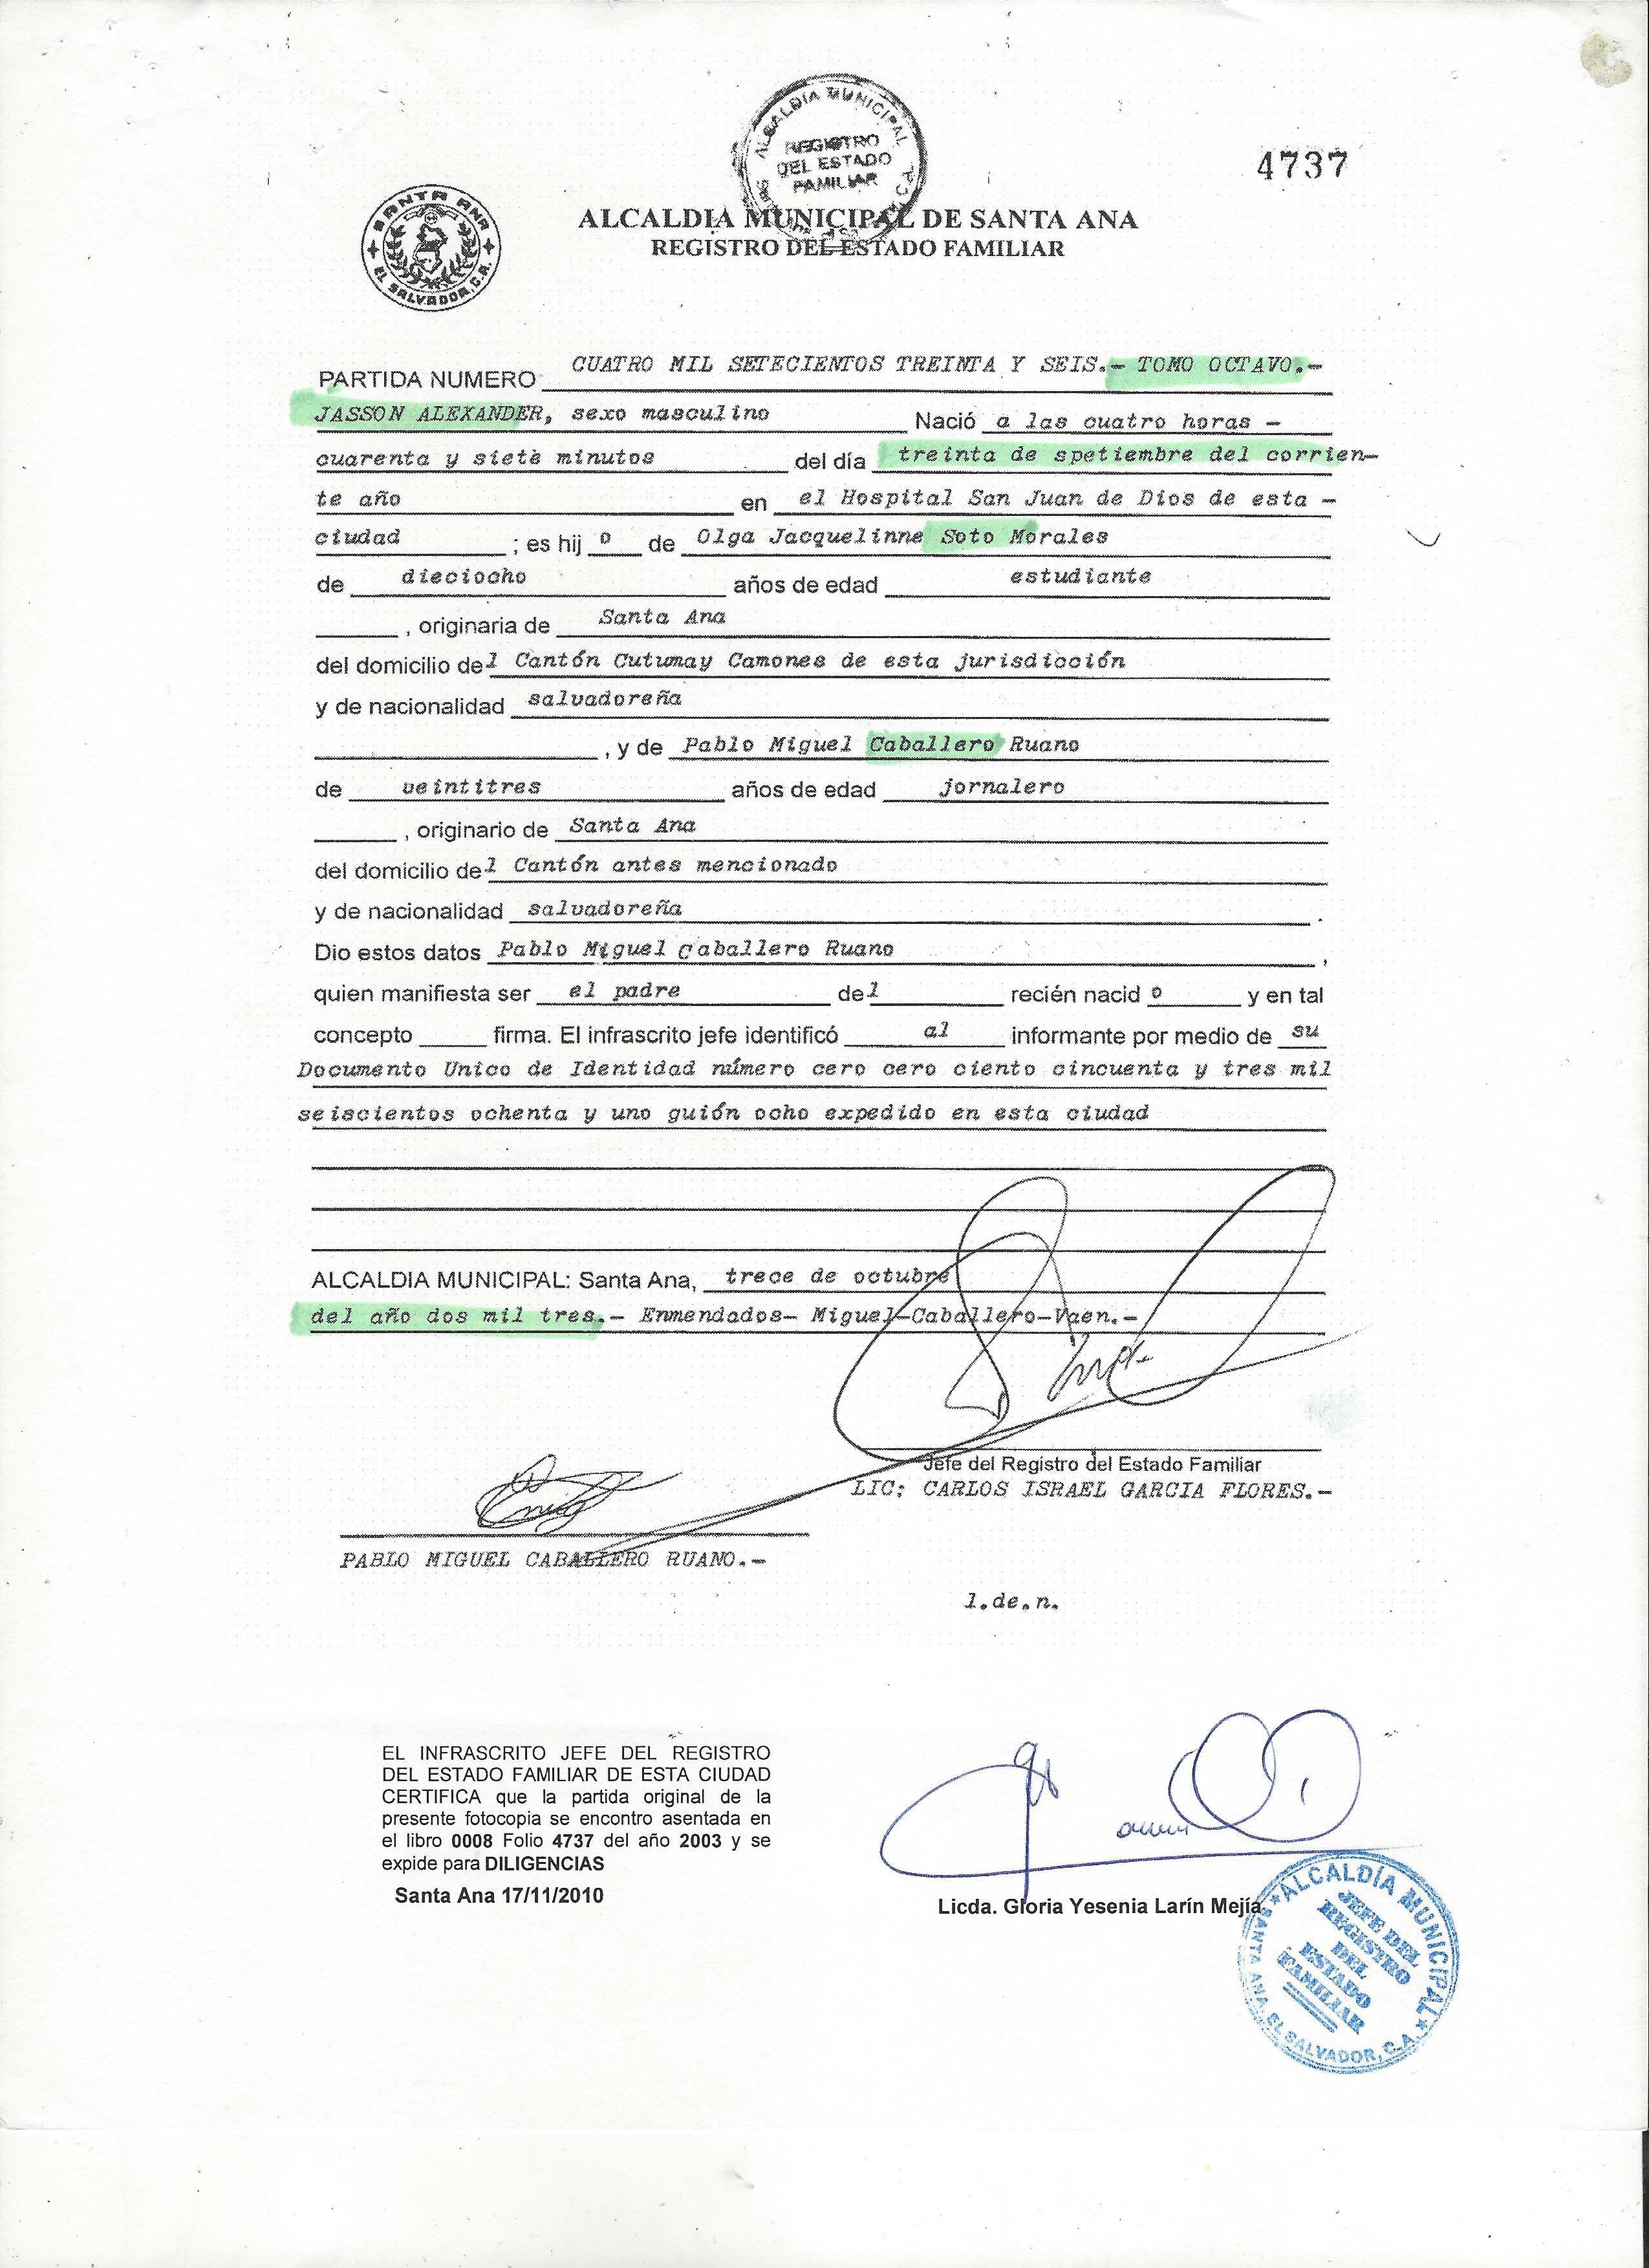 ALCALDIA MUNICIPAL
REGISTRO
DEL ESTADO
FAMILIAR
4737
SANTA ANA
EL SALVADOR, C.A.
ALCALDIA MUNICIPAL DE SANTA ANA
REGISTRO DEL ESTADO FAMILIAR
PARTIDA NUMERO CUATRO MIL SETECIENTOS TREINTA Y SEIS.- TOMO OCTAVO.-
JASSON ALEXANDER, sexo masculino Nació a las cuatro horas -
cuarenta y siete minutos del día treinta de spetiembre del corrien-
te año en el Hospital San Juan de Dios de esta -
ciudad ; es hij o de Olga Jacquelinne Soto Morales
de dieciocho años de edad estudiante
, originaria de Santa Ana
del domicilio del Cantón Cutumay Camones de esta jurisdicción
y de nacionalidad salvadoreña
, y de Pablo Miguel Caballero Ruano
de veintitres años de edad jornalero
, originario de Santa Ana
del domicilio del Cantón antes mencionado
y de nacionalidad salvadoreña .
Dio estos datos Pablo Miguel Caballero Ruano ,
quien manifiesta ser el padre del recién nacid o y en tal
concepto firma. El infrascrito jefe identificó al informante por medio de su
Documento Unico de Identidad número cero cero ciento cincuenta y tres mil
seiscientos ochenta y uno guión ocho expedido en esta ciudad
ALCALDIA MUNICIPAL: Santa Ana, trece de octubre
del año dos mil tres.- Enmendados- Miguel-Caballero-Vaen.-
Jefe del Registro del Estado Familiar
LIC; CARLOS ISRAEL GARCIA FLORES.-
PABLO MIGUEL CABALLERO RUANO.-
l.de.n.
EL INFRASCRITO JEFE DEL REGISTRO
DEL ESTADO FAMILIAR DE ESTA CIUDAD
CERTIFICA que la partida original de la
presente fotocopia se encontro asentada en
el libro 0008 Folio 4737 del año 2003 y se
expide para DILIGENCIAS
Santa Ana 17/11/2010
Licda. Gloria Yesenia Larín Mejía
ALCALDÍA MUNICIPAL
JEFE DEL
REGISTRO
DEL
ESTADO
FAMILIAR
SANTA ANA, EL SALVADOR, C.A.